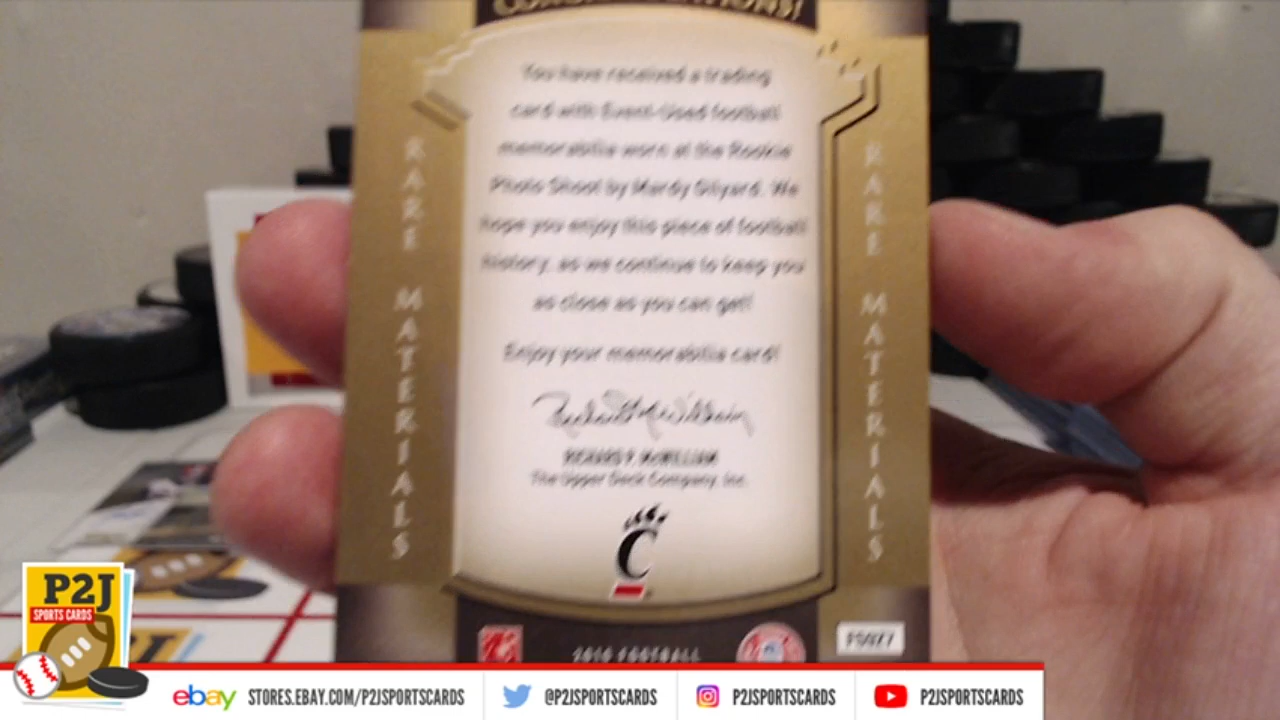 CONGRATULATIONS!
You have received a trading
card with Event-Used football
memorabilia worn at the Rookie
Photo Shoot by Mardy Gilyard. We
hope you enjoy this piece of football
history, as we continue to keep you
as close as you can get!
Enjoy your memorabilia card!
RICHARD P. McWILLIAM
The Upper Deck Company, Inc.
C
RARE MATERIALS
RARE MATERIALS
2010 FOOTBALL
P2J
SPORTS CARDS
ebay STORES.EBAY.COM/P2JSPORTSCARDS
@P2JSPORTSCARDS
P2JSPORTSCARDS
P2JSPORTSCARDS